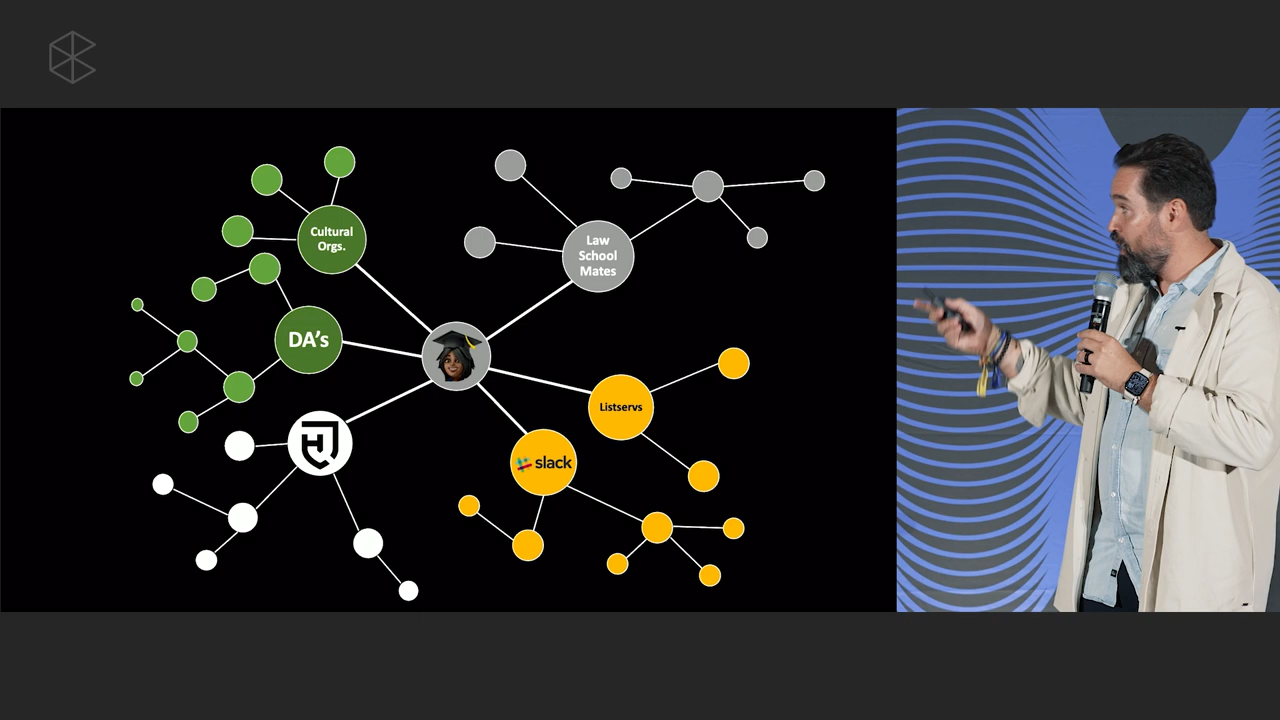 Cultural
Orgs.
Law
School
Mates
DA's
Listservs
slack